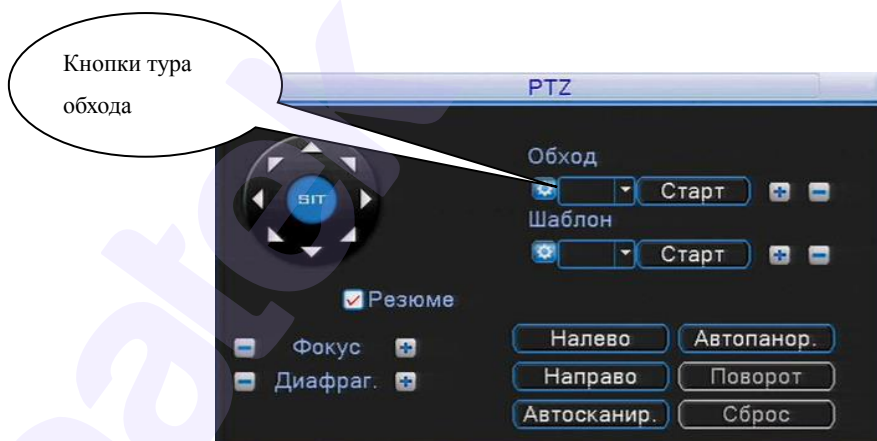 Кнопки тура
обхода
PTZ
Обход
Старт
SIT
Шаблон
Старт
Резюме
Фокус
Диафраг.
Налево
Автопанор.
Направо
Поворот
Автосканир.
Сброс